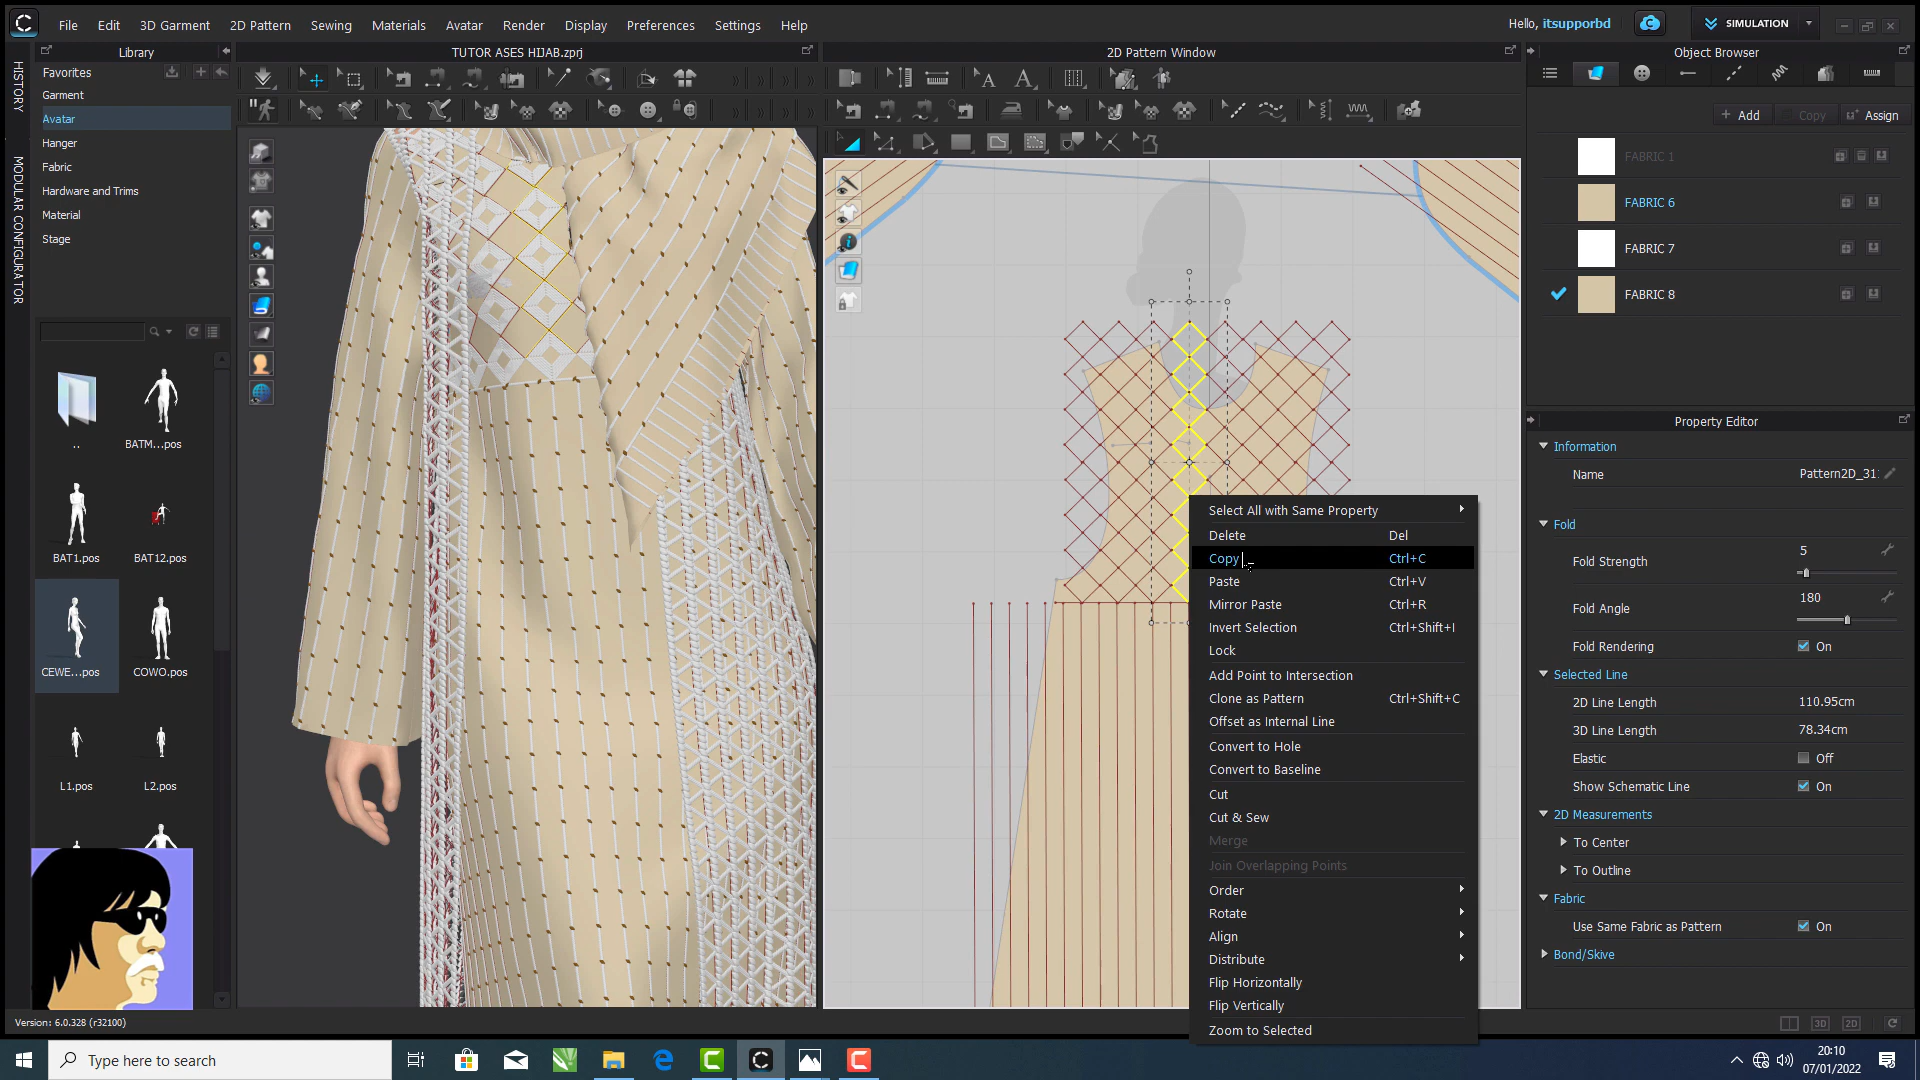 File Edit 3D Garment 2D Pattern Sewing Materials Avatar Render Display Preferences Settings Help
Hello, itsupporbd
SIMULATION
HISTORY
MODULAR CONFIGURATOR
Library
TUTOR ASES HIJAB.zprj
2D Pattern Window
Object Browser
Favorites
Garment
Avatar
Hanger
Fabric
Hardware and Trims
Material
Stage
..
BATM...pos
BAT1.pos
BAT12.pos
CEWE...pos
COWO.pos
L1.pos
L2.pos
Add
Copy
Assign
FABRIC 1
FABRIC 6
FABRIC 7
FABRIC 8
Select All with Same Property
Delete Del
Copy Ctrl+C
Paste Ctrl+V
Mirror Paste Ctrl+R
Invert Selection Ctrl+Shift+I
Lock
Add Point to Intersection
Clone as Pattern Ctrl+Shift+C
Offset as Internal Line
Convert to Hole
Convert to Baseline
Cut
Cut & Sew
Merge
Join Overlapping Points
Order
Rotate
Align
Distribute
Flip Horizontally
Flip Vertically
Zoom to Selected
Property Editor
Information
Name Pattern2D_31
Fold
Fold Strength 5
Fold Angle 180
Fold Rendering On
Selected Line
2D Line Length 110.95cm
3D Line Length 78.34cm
Elastic Off
Show Schematic Line On
2D Measurements
To Center
To Outline
Fabric
Use Same Fabric as Pattern On
Bond/Skive
Version: 6.0.328 (r32100)
3D
2D
Type here to search
20:10
07/01/2022